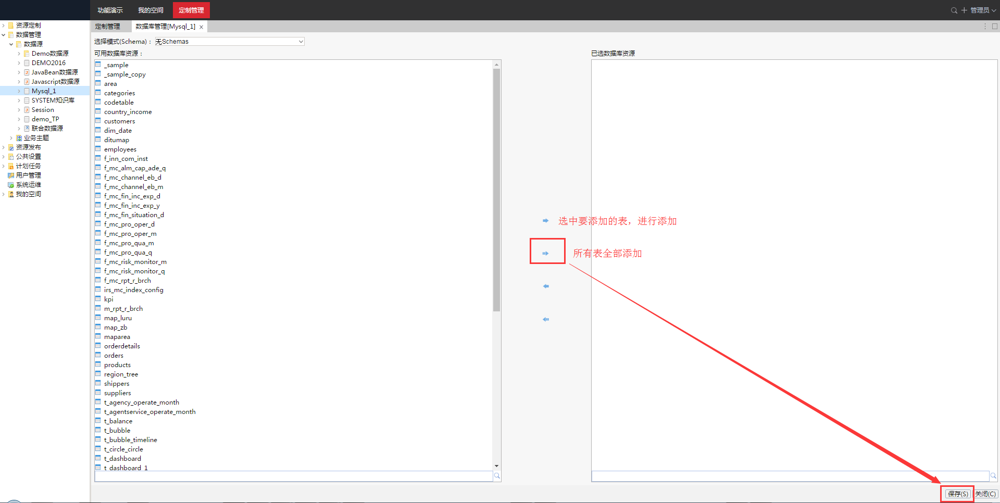 功能演示
我的空间
定制管理
管理员
定制管理
数据库管理[Mysql_1]
资源定制
数据管理
数据源
Demo数据源
DEMO2016
JavaBean数据源
Javascript数据源
Mysql_1
SYSTEM知识库
Session
demo_TP
联合数据源
业务主题
资源发布
公共设置
计划任务
用户管理
系统运维
我的空间
选择模式(Schema)：
无Schemas
可用数据库资源：
_sample
_sample_copy
area
categories
codetable
country_income
customers
dim_date
ditumap
employees
f_inn_com_inst
f_mc_alm_cap_ade_q
f_mc_channel_eb_d
f_mc_channel_eb_m
f_mc_fin_inc_exp_d
f_mc_fin_inc_exp_y
f_mc_fin_situation_d
f_mc_pro_oper_d
f_mc_pro_oper_m
f_mc_pro_qua_m
f_mc_pro_qua_q
f_mc_risk_monitor_m
f_mc_risk_monitor_q
f_mc_rpt_r_brch
irs_mc_index_config
kpi
m_rpt_r_brch
map_luru
map_zb
maparea
orderdetails
orders
products
region_tree
shippers
suppliers
t_agency_operate_month
t_agentservice_operate_month
t_balance
t_bubble
t_bubble_timeline
t_circle_circle
t_dashboard
t_dashboard_1
选中要添加的表，进行添加
所有表全部添加
已选数据库资源
保存(S)
关闭(C)